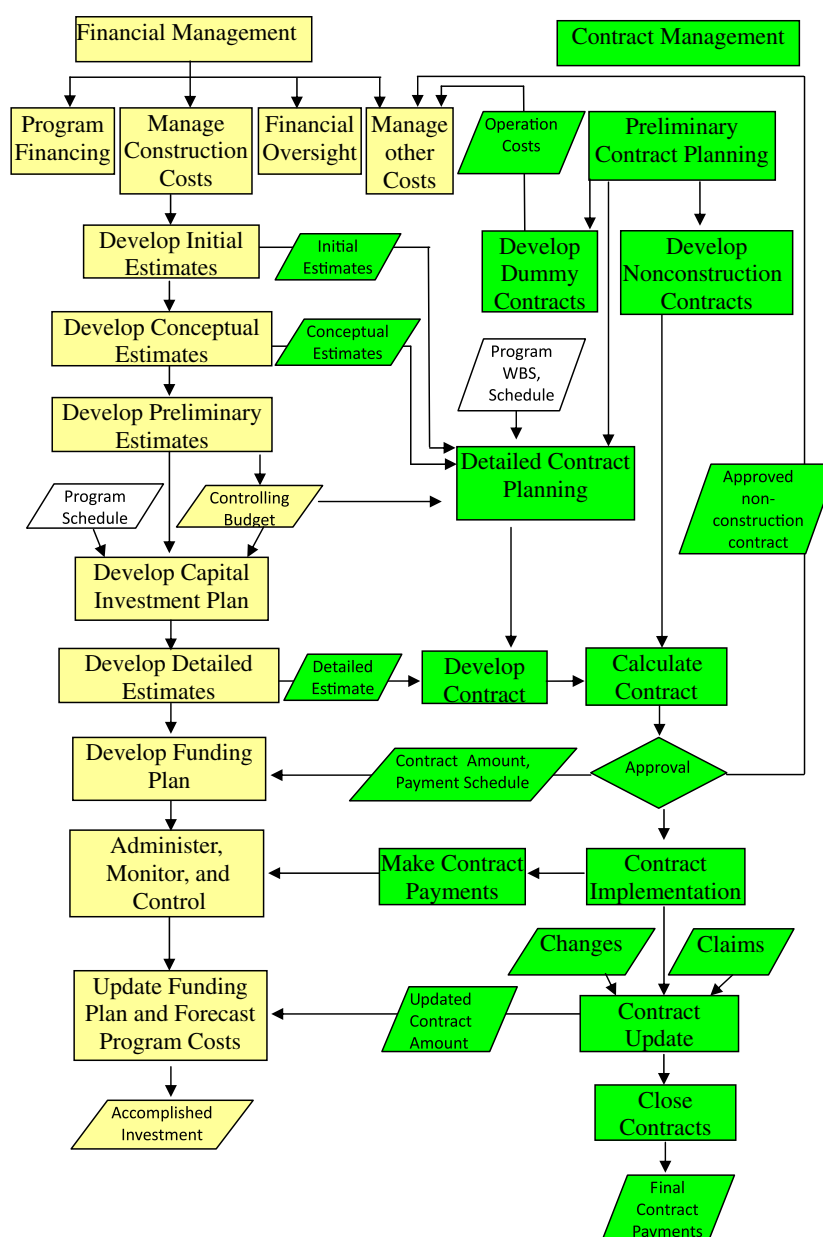 Financial Management
Contract Management
Program
Financing
Manage
Construction
Costs
Financial
Oversight
Manage
other
Costs
Operation
Costs
Preliminary
Contract Planning
Develop Initial
Estimates
Initial
Estimates
Develop
Dummy
Contracts
Develop
Nonconstruction
Contracts
Develop Conceptual
Estimates
Conceptual
Estimates
Program
WBS,
Schedule
Develop Preliminary
Estimates
Detailed Contract
Planning
Approved
non-
construction
contract
Program
Schedule
Controlling
Budget
Develop Capital
Investment Plan
Develop Detailed
Estimates
Detailed
Estimate
Develop
Contract
Calculate
Contract
Develop Funding
Plan
Contract Amount,
Payment Schedule
Approval
Administer,
Monitor, and
Control
Make Contract
Payments
Contract
Implementation
Changes
Claims
Update Funding
Plan and Forecast
Program Costs
Updated
Contract
Amount
Contract
Update
Accomplished
Investment
Close
Contracts
Final
Contract
Payments